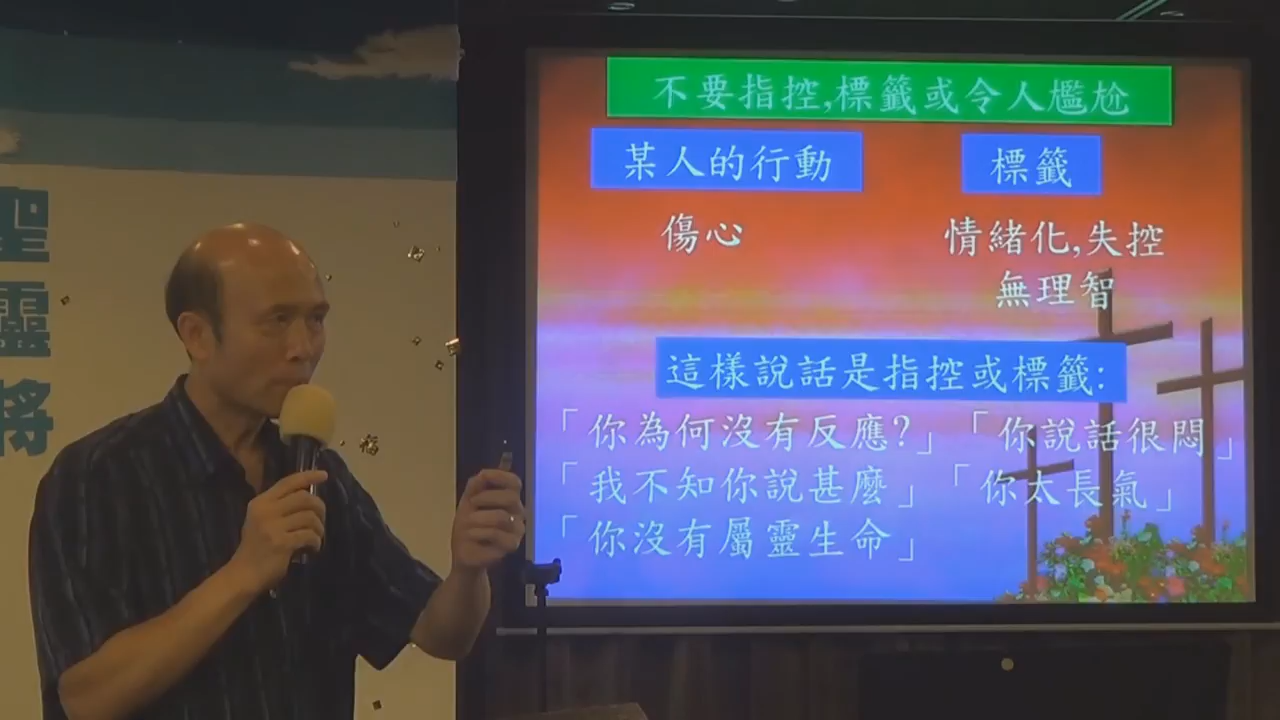 不要指控,標籤或令人尷尬
某人的行動
標籤
傷心
情緒化,失控
無理智
這樣說話是指控或標籤:
「你為何沒有反應?」「你說話很悶」
「我不知你說甚麼」「你太長氣」
「你沒有屬靈生命」
聖
靈
將
福